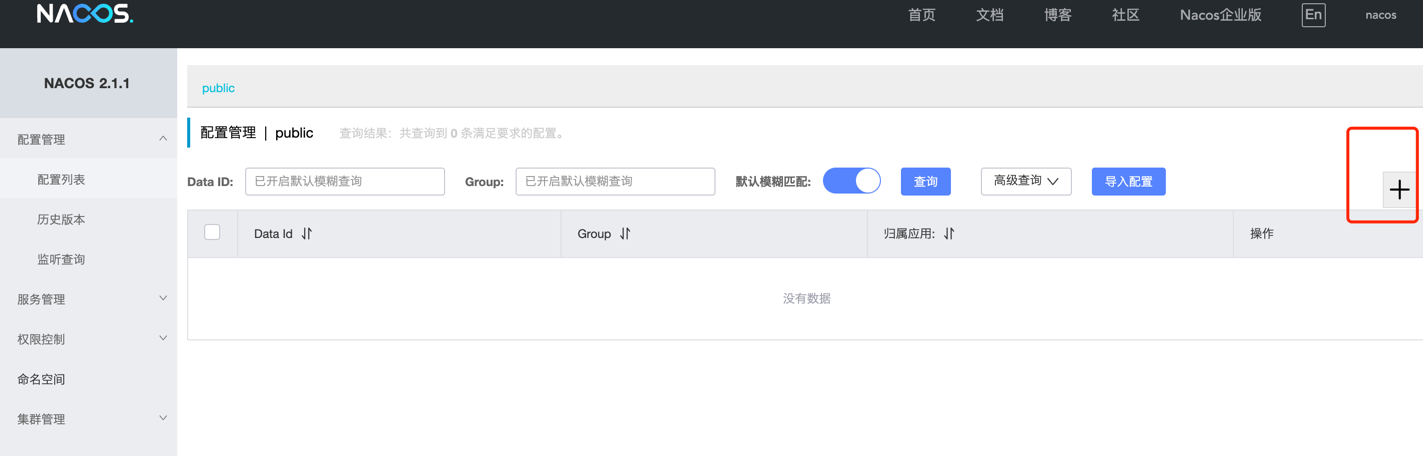 NACOS. 首页 文档 博客 社区 Nacos企业版 En nacos
NACOS 2.1.1
配置管理
配置列表
历史版本
监听查询
服务管理
权限控制
命名空间
集群管理
public
配置管理 | public 查询结果：共查询到 0 条满足要求的配置。
Data ID: 已开启默认模糊查询 Group: 已开启默认模糊查询 默认模糊匹配: 查询 高级查询 导入配置
Data Id Group 归属应用: 操作
没有数据